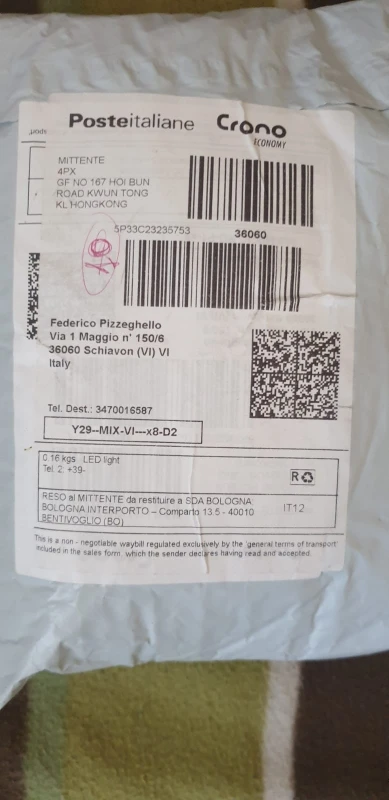 Posteitaliane Crono
ECONOMY
MITTENTE
4PX
GF NO 167 HOI BUN
ROAD KWUN TONG
KL HONGKONG
5P33C23235753
36060
Federico Pizzeghello
Via 1 Maggio n° 150/6
36060 Schiavon (VI) VI
Italy
Tel. Dest.: 3470016587
Y29--MIX-VI---x8-D2
0.16 kgs LED light
Tel. 2: +39-
R
RESO al MITTENTE da restituire a SDA BOLOGNA:
BOLOGNA INTERPORTO – Comparto 13.5 - 40010
BENTIVOGLIO (BO)
IT12
This is a non - negotiable waybill regulated exclusively by the 'general terms of transport'
included in the sales form, which the sender declares having read and accepted.